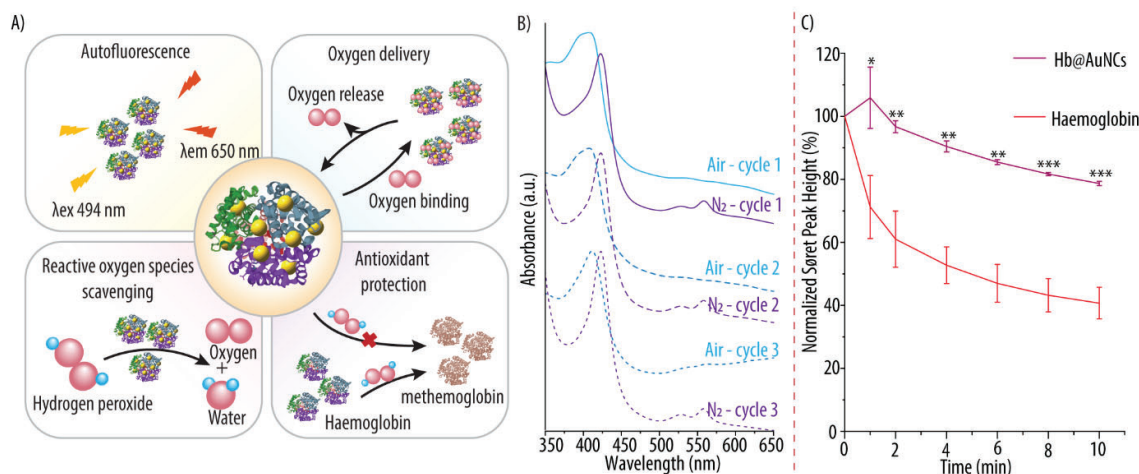 A)
Autofluorescence
λem 650 nm
λex 494 nm
Oxygen delivery
Oxygen release
Oxygen binding
Reactive oxygen species
scavenging
Oxygen
+
Hydrogen peroxide
Water
Antioxidant
protection
methemoglobin
Haemoglobin
B)
Absorbance (a.u.)
Air - cycle 1
N₂ - cycle 1
Air - cycle 2
N₂ - cycle 2
Air - cycle 3
N₂ - cycle 3
350 400 450 500 550 600 650
Wavelength (nm)
C)
Normalized Søret Peak Height (%)
120
100
80
60
40
20
0
Hb@AuNCs
Haemoglobin
*
**
**
**
***
***
0 2 4 6 8 10
Time (min)